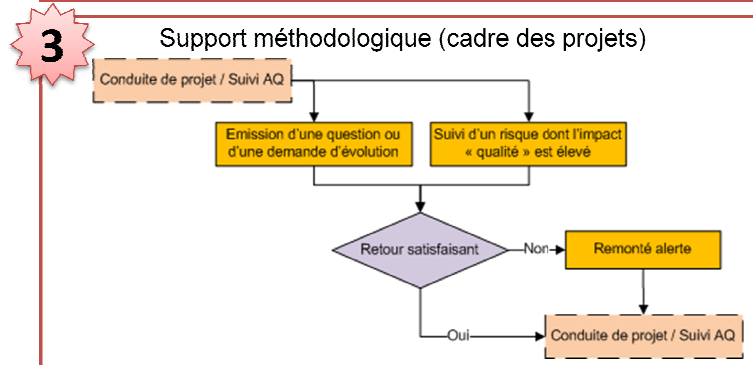 3
Support méthodologique (cadre des projets)
Conduite de projet / Suivi AQ
Emission d'une question ou
d'une demande d'évolution
Suivi d'un risque dont l'impact
« qualité » est élevé
Retour satisfaisant
Non
Remonté alerte
Oui
Conduite de projet / Suivi AQ